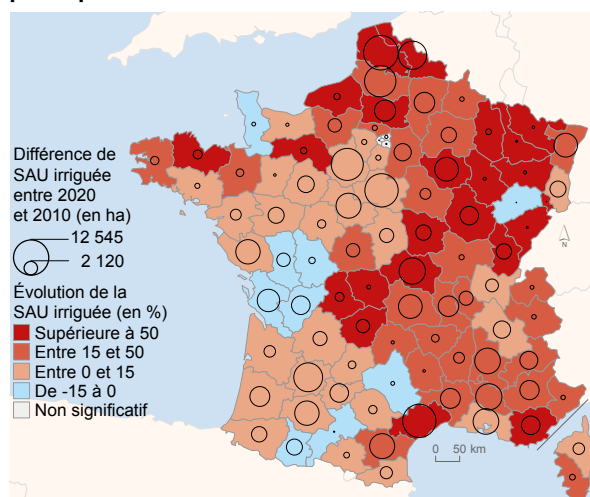 Différence de
SAU irriguée
entre 2020
et 2010 (en ha)
12 545
2 120
Évolution de la
SAU irriguée (en %)
Supérieure à 50
Entre 15 et 50
Entre 0 et 15
De -15 à 0
Non significatif
N
0 50 km